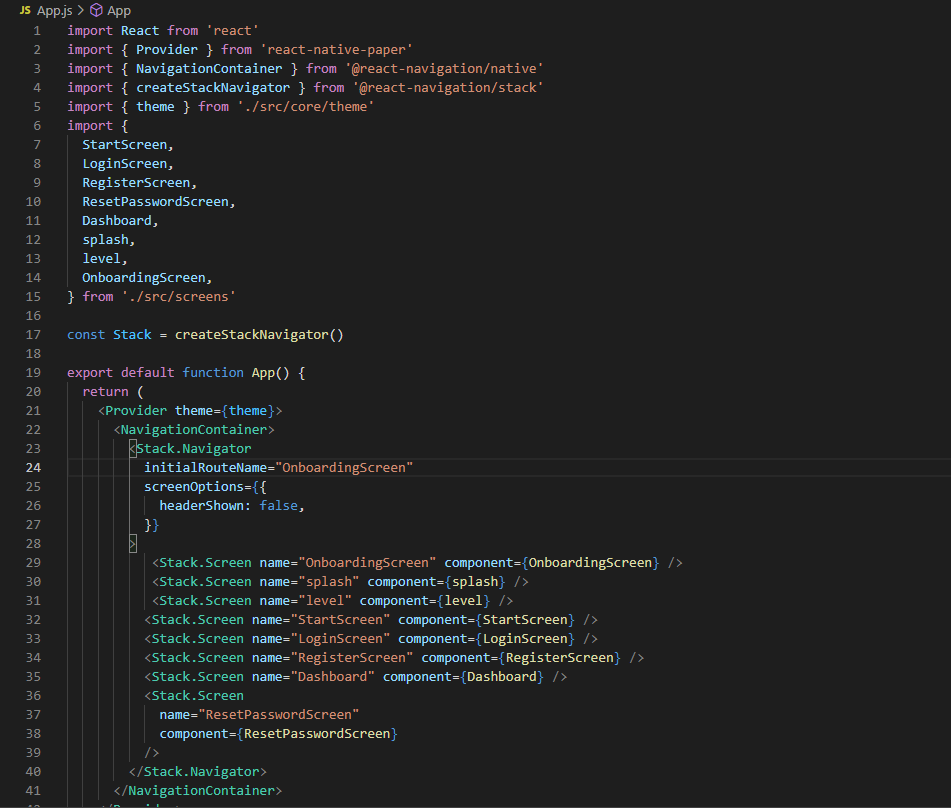 JS App.js > App
1 import React from 'react'
2 import { Provider } from 'react-native-paper'
3 import { NavigationContainer } from '@react-navigation/native'
4 import { createStackNavigator } from '@react-navigation/stack'
5 import { theme } from './src/core/theme'
6 import {
7   StartScreen,
8   LoginScreen,
9   RegisterScreen,
10   ResetPasswordScreen,
11   Dashboard,
12   splash,
13   level,
14   OnboardingScreen,
15 } from './src/screens'
16
17 const Stack = createStackNavigator()
18
19 export default function App() {
20   return (
21     <Provider theme={theme}>
22       <NavigationContainer>
23         <Stack.Navigator
24           initialRouteName="OnboardingScreen"
25           screenOptions={{
26             headerShown: false,
27           }}
28         >
29            <Stack.Screen name="OnboardingScreen" component={OnboardingScreen} />
30            <Stack.Screen name="splash" component={splash} />
31            <Stack.Screen name="level" component={level} />
32           <Stack.Screen name="StartScreen" component={StartScreen} />
33           <Stack.Screen name="LoginScreen" component={LoginScreen} />
34           <Stack.Screen name="RegisterScreen" component={RegisterScreen} />
35           <Stack.Screen name="Dashboard" component={Dashboard} />
36           <Stack.Screen
37             name="ResetPasswordScreen"
38             component={ResetPasswordScreen}
39           />
40         </Stack.Navigator>
41       </NavigationContainer>